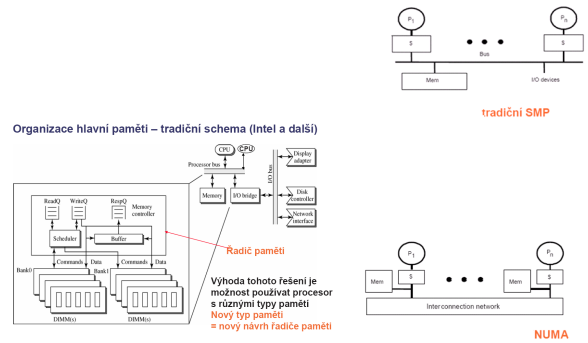 P1
Pn
$
$
Bus
Mem
I/O devices
tradiční SMP
Organizace hlavní paměti – tradiční schema (Intel a další)
CPU
CPU
Processor bus
Display
adapter
I/O bus
Memory
I/O bridge
Disk
controller
Network
interface
ReadQ
WriteQ
RespQ
Memory
controller
Scheduler
Buffer
Commands
Data
Commands
Data
Bank0
Bank1
DIMM(s)
DIMM(s)
Řadič paměti
Výhoda tohoto řešení je
možnost používat procesor
s různými typy paměti
Nový typ paměti
= nový návrh řadiče paměti
P1
Pn
Mem
$
Mem
$
Interconnection network
NUMA